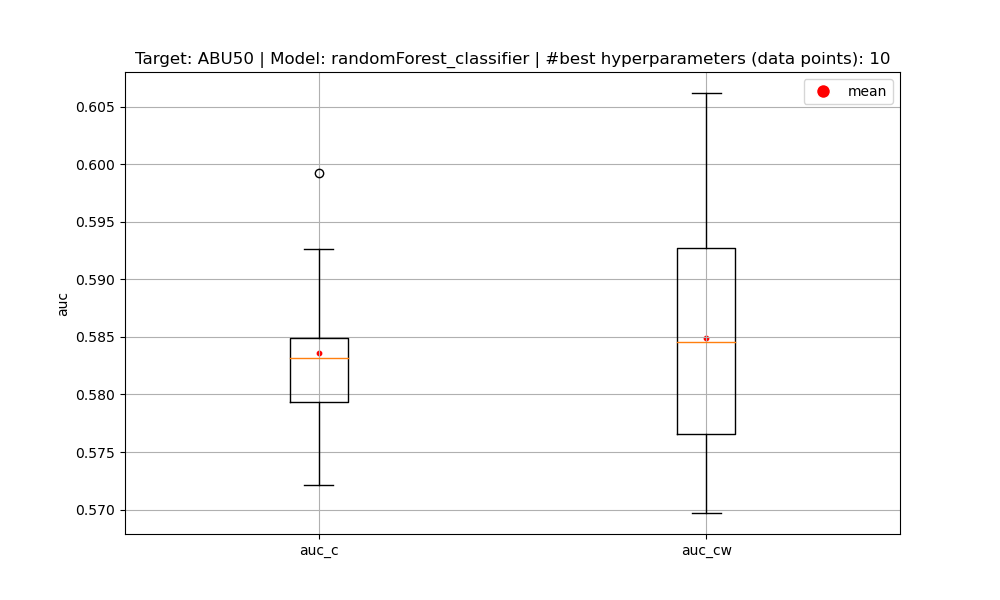 Target: ABU50 | Model: randomForest_classifier | #best hyperparameters (data points): 10
mean
0.605
0.600
0.595
0.590
0.585
0.580
0.575
0.570
auc
auc_c
auc_cw